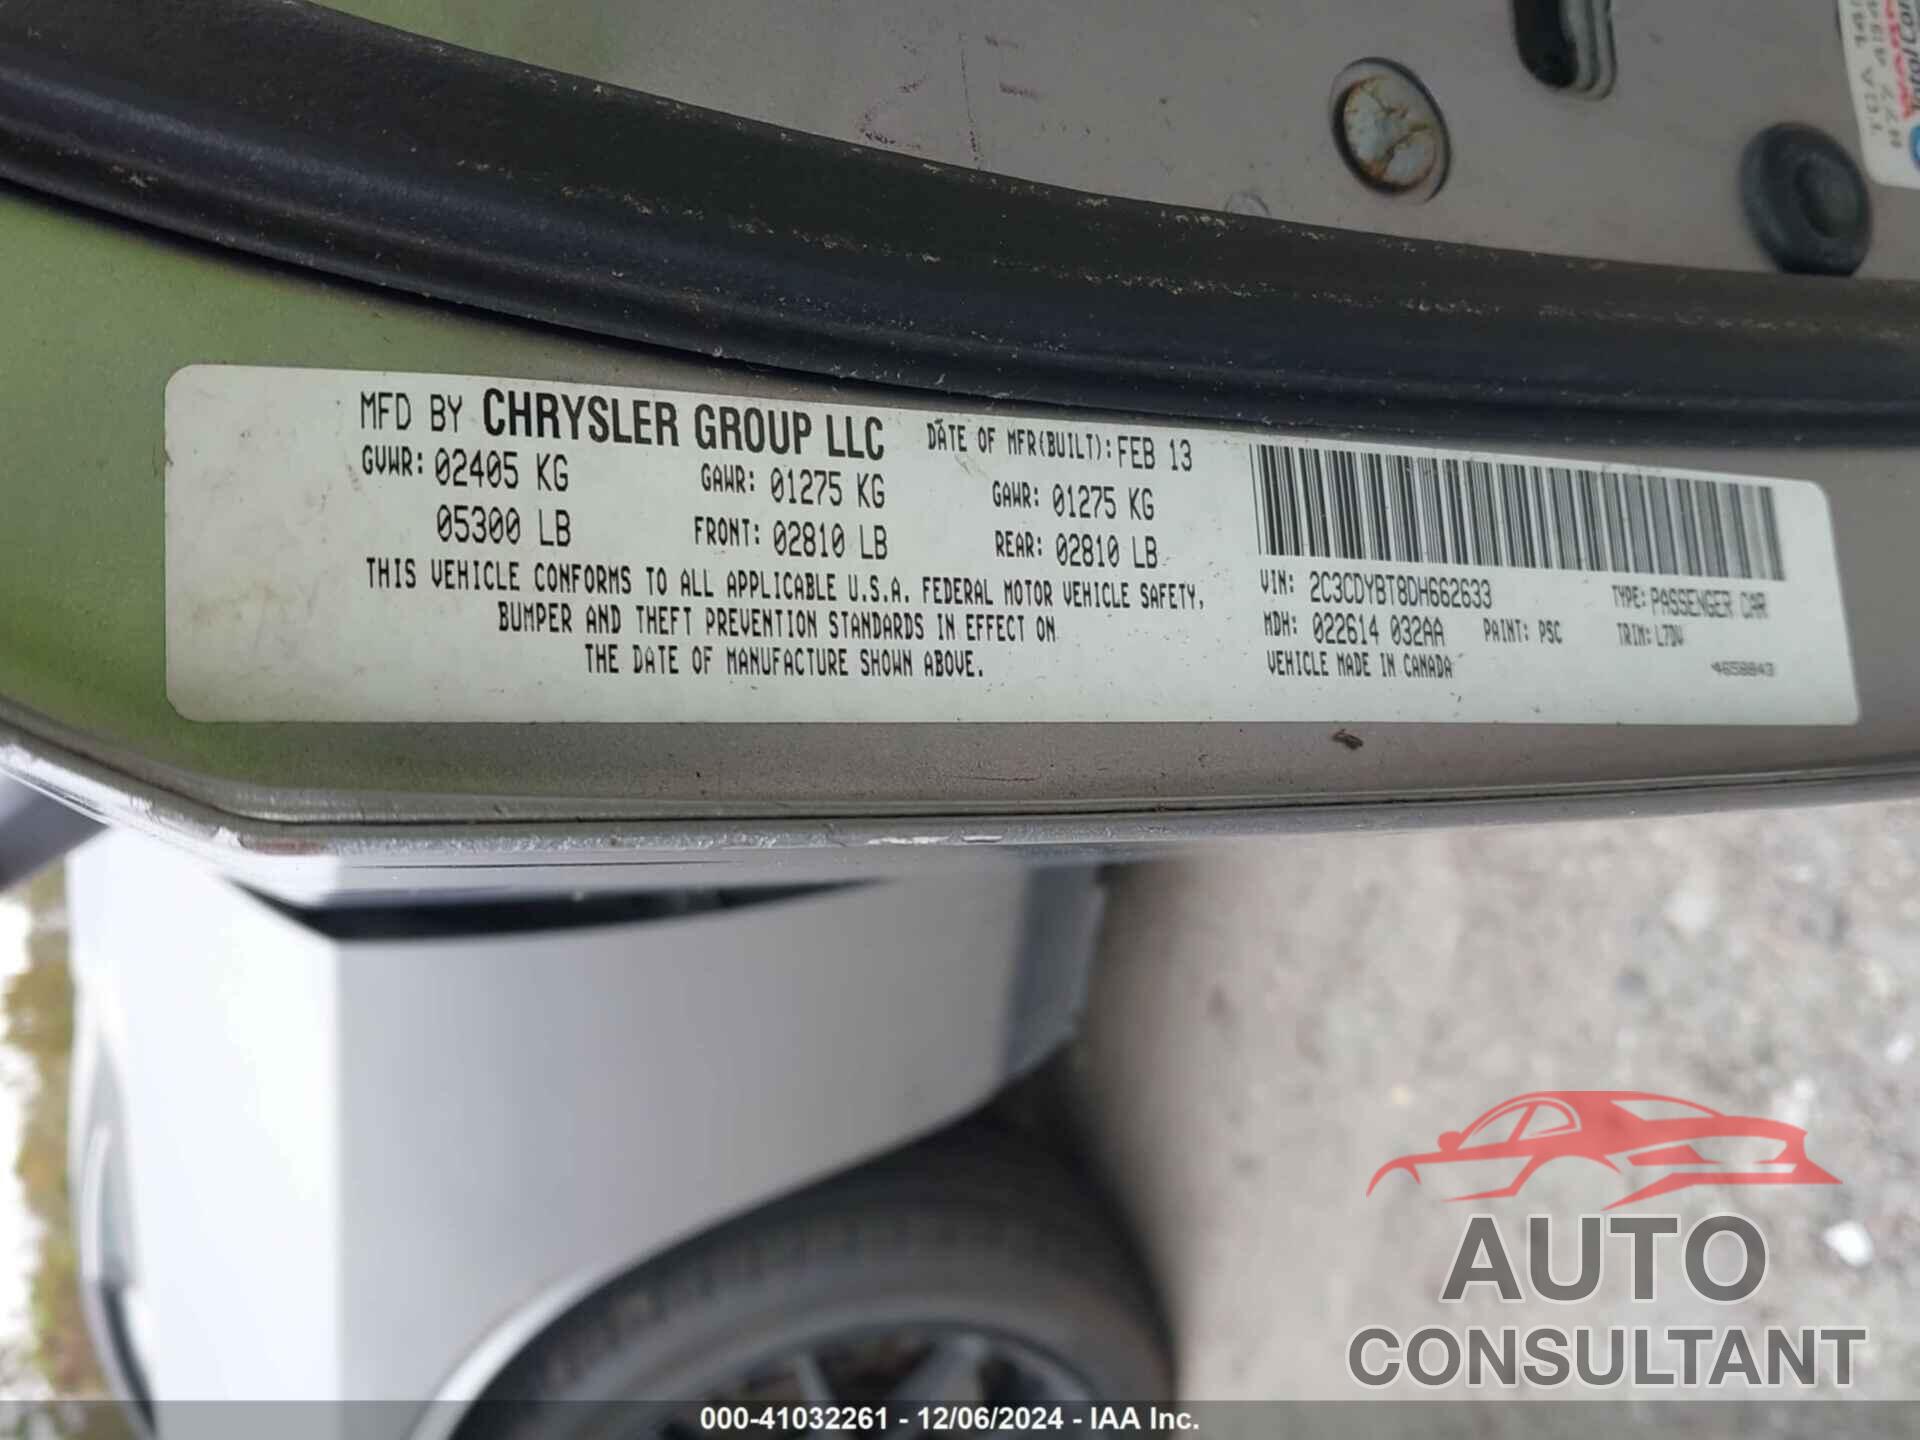 MFD BY CHRYSLER GROUP LLC DATE OF MFR(BUILT): FEB 13
GVWR: 02405 KG GAWR: 01275 KG GAWR: 01275 KG
05300 LB FRONT: 02810 LB REAR: 02810 LB
THIS VEHICLE CONFORMS TO ALL APPLICABLE U.S.A. FEDERAL MOTOR VEHICLE SAFETY,
BUMPER AND THEFT PREVENTION STANDARDS IN EFFECT ON
THE DATE OF MANUFACTURE SHOWN ABOVE.
VIN: 2C3CDYBT8DH662633 TYPE: PASSENGER CAR
MDH: 022614 032AA PAINT: PSC TRIM: L7DV
VEHICLE MADE IN CANADA
AUTO
CONSULTANT
000-41032261 - 12/06/2024 - IAA Inc.